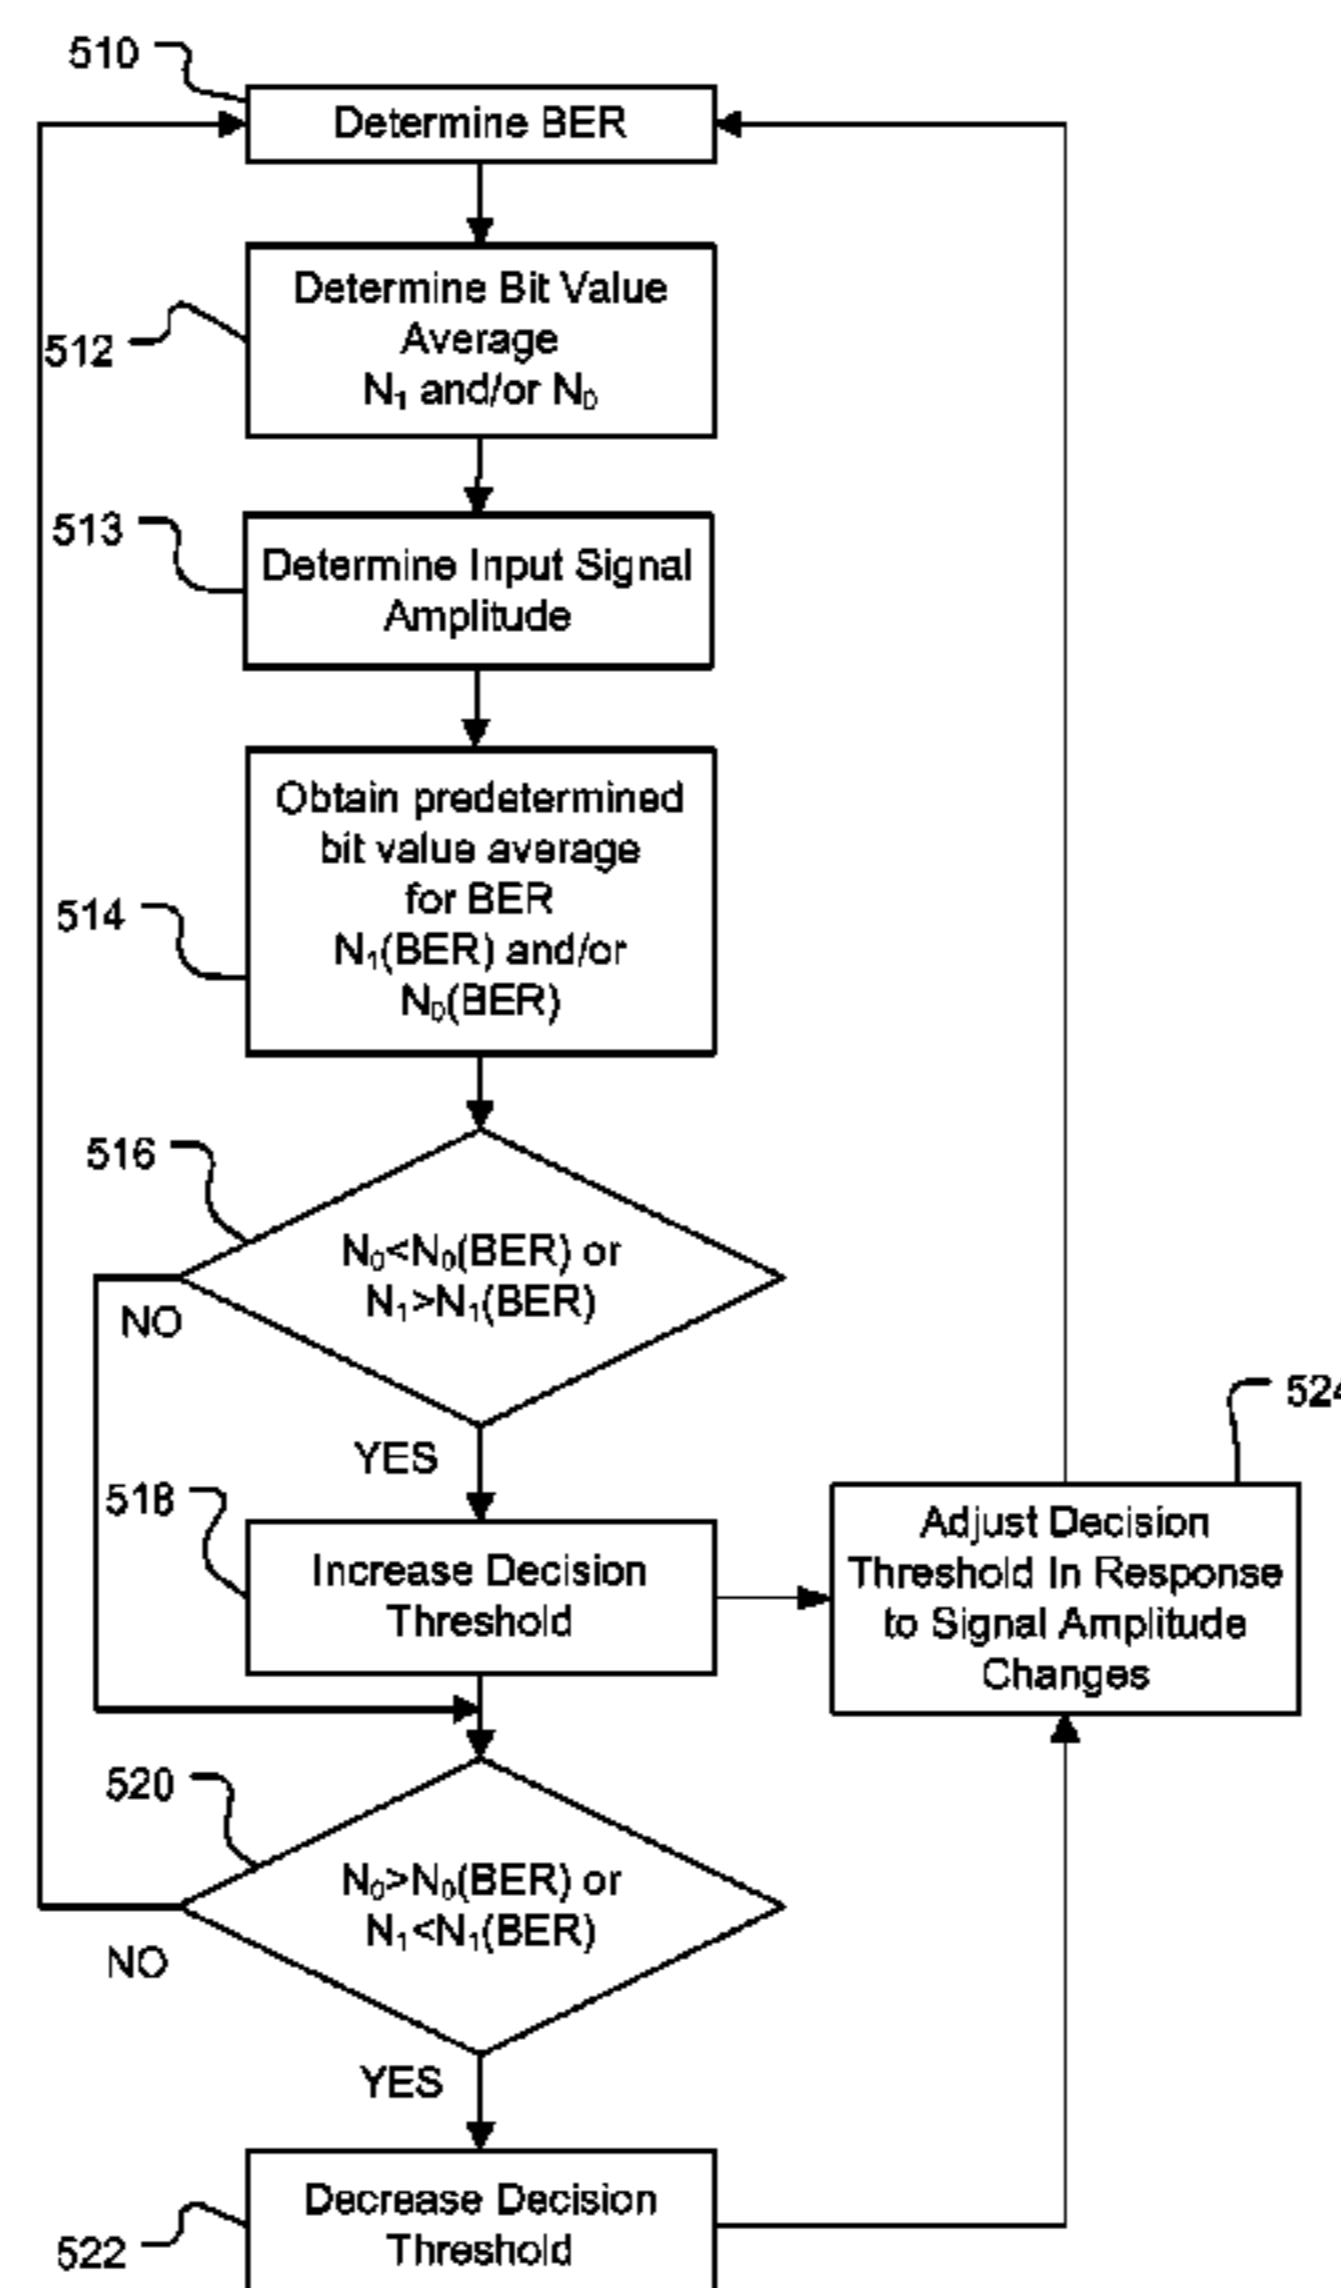 510
Determine BER
Determine Bit Value
Average
N₁ and/or N₀
512
513
Determine Input Signal
Amplitude
Obtain predetermined
bit value average
for BER
N₁(BER) and/or
N₀(BER)
514
516
N₀<N₀(BER) or
N₁>N₁(BER)
NO
YES
524
518
Increase Decision
Threshold
Adjust Decision
Threshold In Response
to Signal Amplitude
Changes
520
N₀>N₀(BER) or
N₁<N₁(BER)
NO
YES
Decrease Decision
Threshold
522